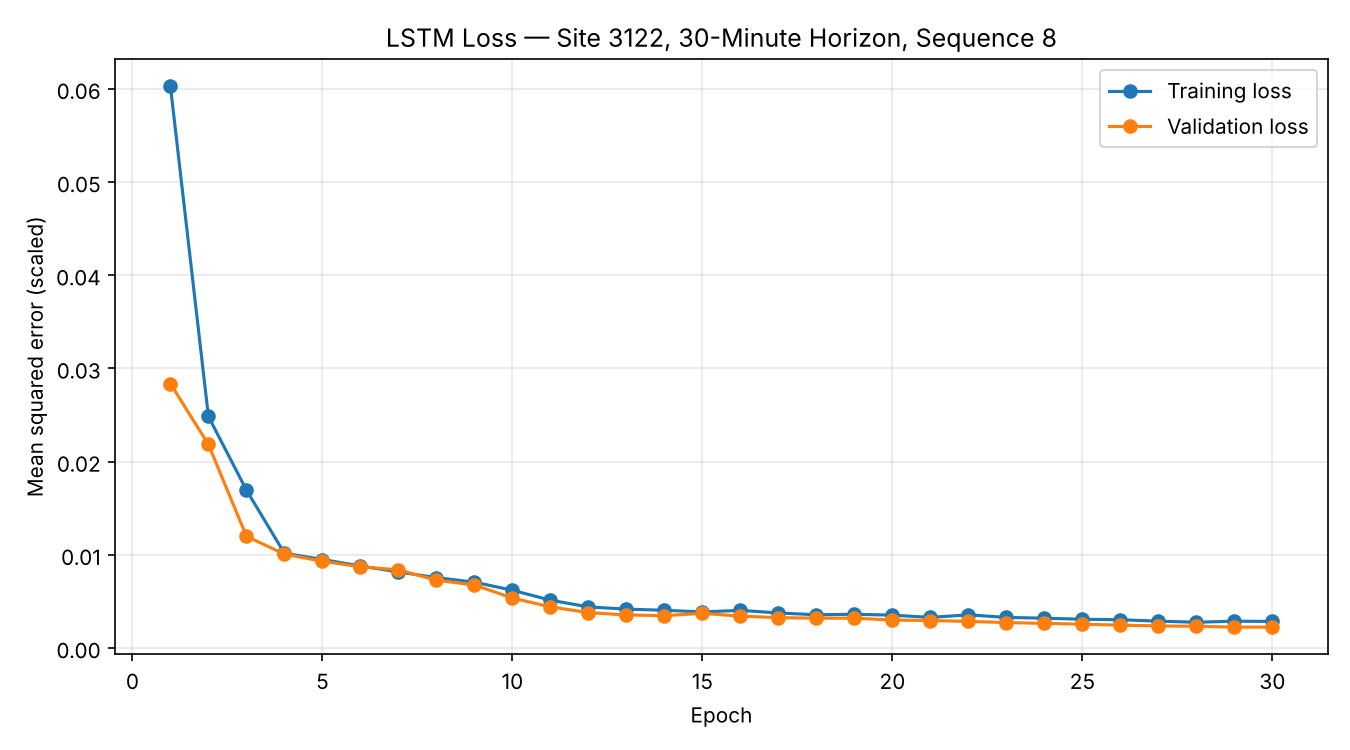 LSTM Loss — Site 3122, 30-Minute Horizon, Sequence 8
Training loss
Validation loss
Mean squared error (scaled)
0.06
0.05
0.04
0.03
0.02
0.01
0.00
0 5 10 15 20 25 30
Epoch